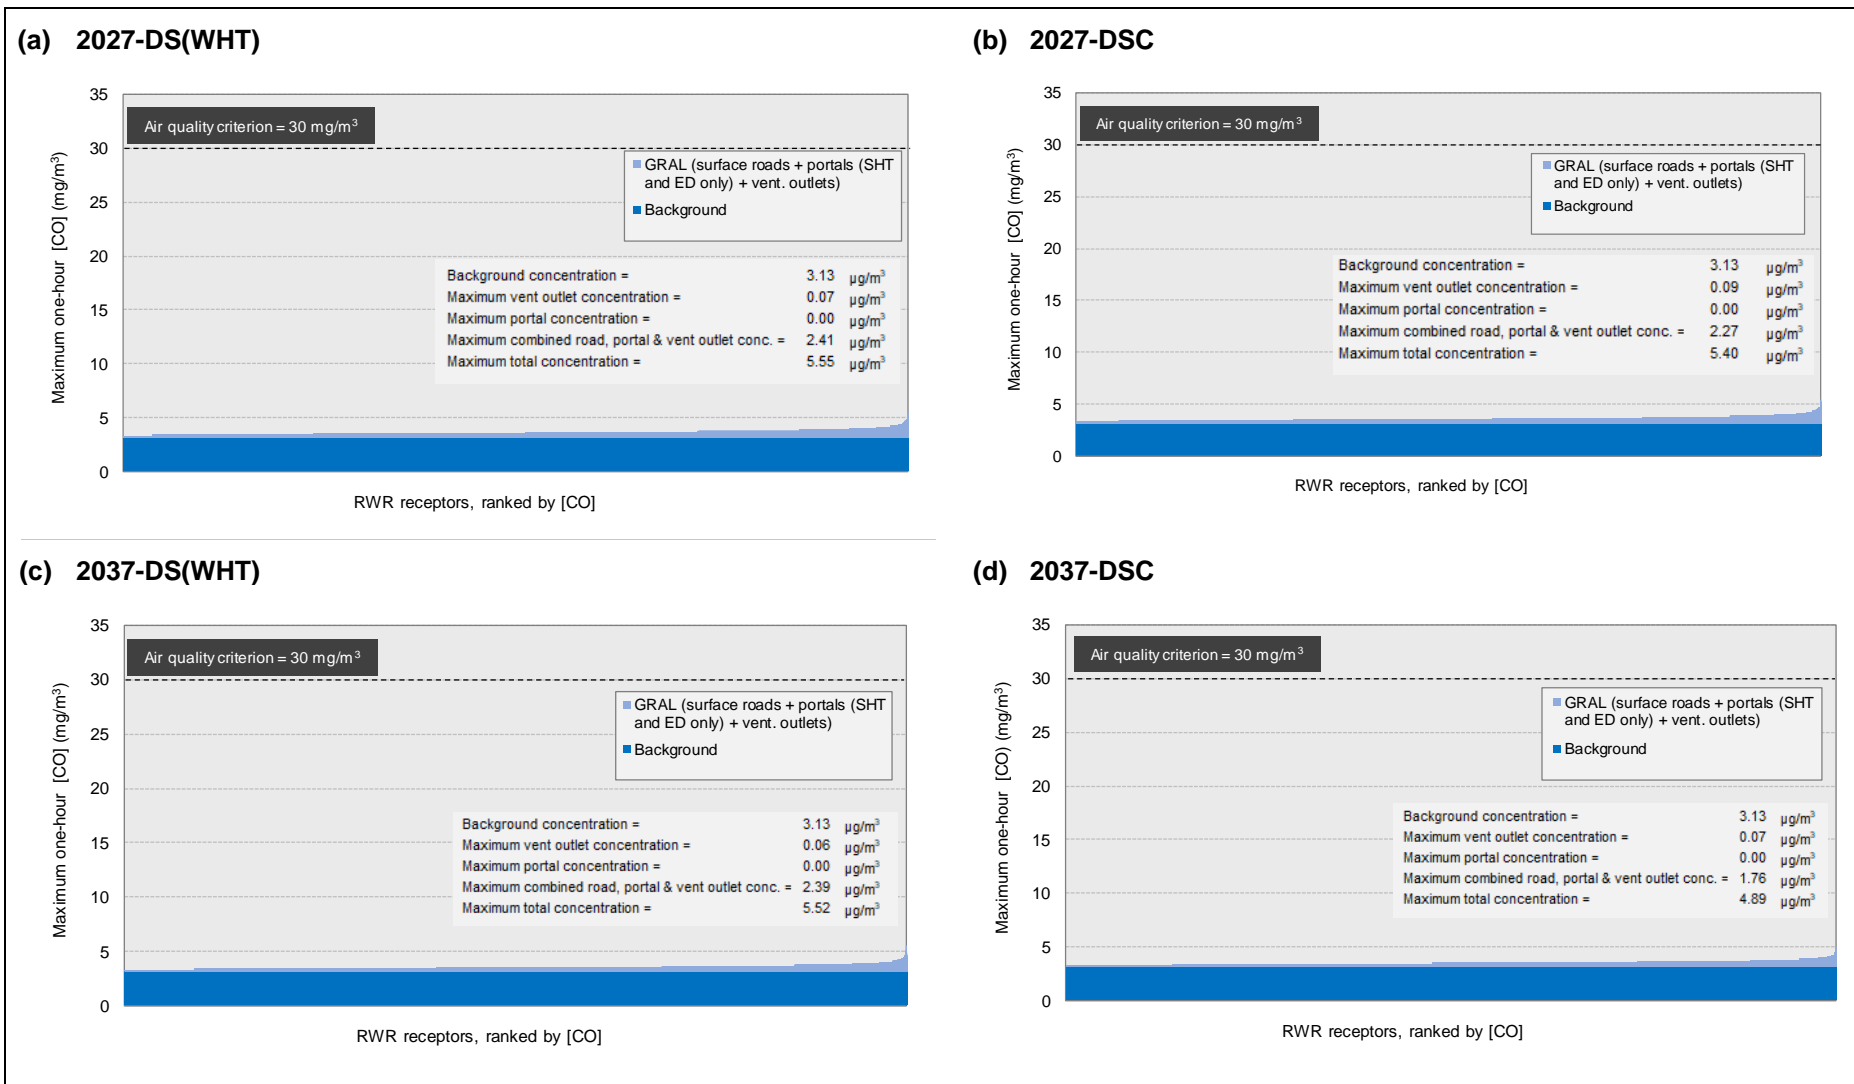 (a) 2027-DS(WHT)
Maximum one-hour [CO] (mg/m³)
35
30
25
20
15
10
5
0
Air quality criterion = 30 mg/m³
GRAL (surface roads + portals (SHT
and ED only) + vent. outlets)
Background
Background concentration = 3.13 µg/m³
Maximum vent outlet concentration = 0.07 µg/m³
Maximum portal concentration = 0.00 µg/m³
Maximum combined road, portal & vent outlet conc. = 2.41 µg/m³
Maximum total concentration = 5.55 µg/m³
RWR receptors, ranked by [CO]
(b) 2027-DSC
Maximum one-hour [CO] (mg/m³)
35
30
25
20
15
10
5
0
Air quality criterion = 30 mg/m³
GRAL (surface roads + portals (SHT
and ED only) + vent. outlets)
Background
Background concentration = 3.13 µg/m³
Maximum vent outlet concentration = 0.09 µg/m³
Maximum portal concentration = 0.00 µg/m³
Maximum combined road, portal & vent outlet conc. = 2.27 µg/m³
Maximum total concentration = 5.40 µg/m³
RWR receptors, ranked by [CO]
(c) 2037-DS(WHT)
Maximum one-hour [CO] (mg/m³)
35
30
25
20
15
10
5
0
Air quality criterion = 30 mg/m³
GRAL (surface roads + portals (SHT
and ED only) + vent. outlets)
Background
Background concentration = 3.13 µg/m³
Maximum vent outlet concentration = 0.06 µg/m³
Maximum portal concentration = 0.00 µg/m³
Maximum combined road, portal & vent outlet conc. = 2.39 µg/m³
Maximum total concentration = 5.52 µg/m³
RWR receptors, ranked by [CO]
(d) 2037-DSC
Maximum one-hour [CO) (mg/m³)
35
30
25
20
15
10
5
0
Air quality criterion = 30 mg/m³
GRAL (surface roads + portals (SHT
and ED only) + vent. outlets)
Background
Background concentration = 3.13 µg/m³
Maximum vent outlet concentration = 0.07 µg/m³
Maximum portal concentration = 0.00 µg/m³
Maximum combined road, portal & vent outlet conc. = 1.76 µg/m³
Maximum total concentration = 4.89 µg/m³
RWR receptors, ranked by [CO]